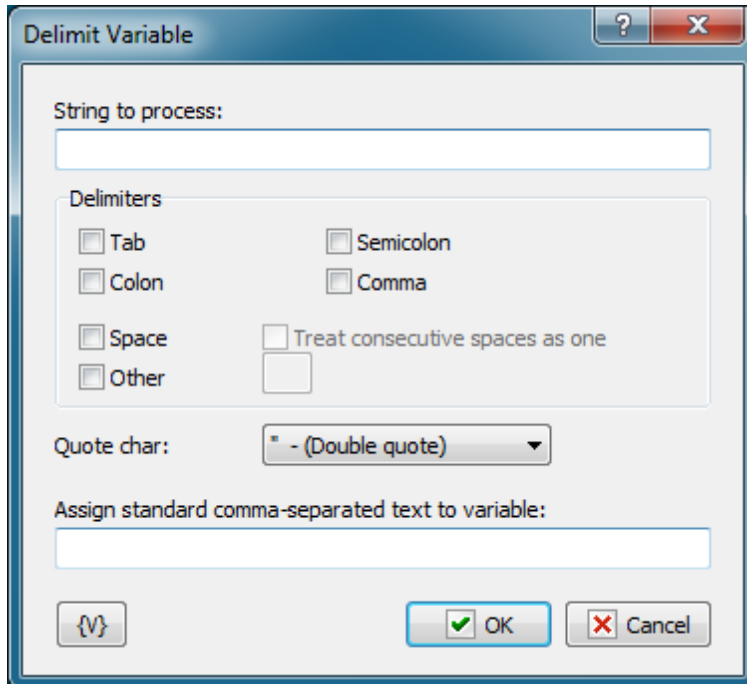 Delimit Variable
?
String to process:
Delimiters
Tab Semicolon
Colon Comma
Space Treat consecutive spaces as one
Other
Quote char: " - (Double quote)
Assign standard comma-separated text to variable:
{V} OK Cancel